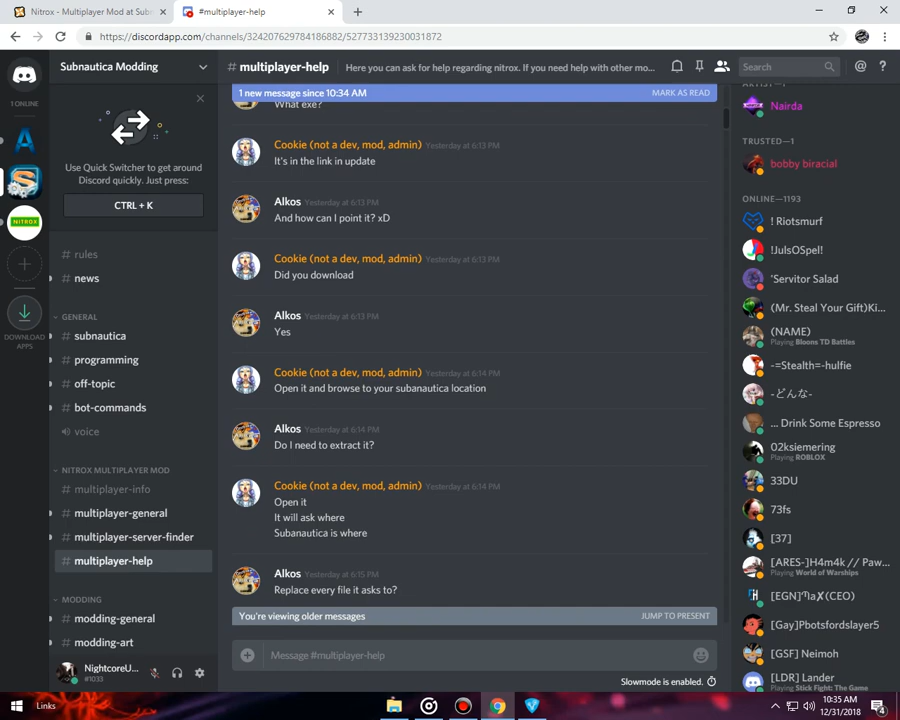 Nitrox - Multiplayer Mod at Subn
#multiplayer-help
https://discordapp.com/channels/324207629784186882/527733139230031872
1 ONLINE
NITROX
DOWNLOAD
APPS
Subnautica Modding
Use Quick Switcher to get around
Discord quickly. Just press:
CTRL + K
# rules
# news
GENERAL
# subnautica
# programming
# off-topic
# bot-commands
voice
NITROX MULTIPLAYER MOD
# multiplayer-info
# multiplayer-general
# multiplayer-server-finder
# multiplayer-help
MODDING
# modding-general
# modding-art
NightcoreU...
#1033
# multiplayer-help
Here you can ask for help regarding nitrox. If you need help with other mo...
Search
1 new message since 10:34 AM
MARK AS READ
What exe?
Cookie (not a dev, mod, admin) Yesterday at 6:13 PM
It's in the link in update
Alkos Yesterday at 6:13 PM
And how can I point it? xD
Cookie (not a dev, mod, admin) Yesterday at 6:13 PM
Did you download
Alkos Yesterday at 6:13 PM
Yes
Cookie (not a dev, mod, admin) Yesterday at 6:14 PM
Open it and browse to your subanautica location
Alkos Yesterday at 6:14 PM
Do I need to extract it?
Cookie (not a dev, mod, admin) Yesterday at 6:14 PM
Open it
It will ask where
Subanautica is where
Alkos Yesterday at 6:15 PM
Replace every file it asks to?
You're viewing older messages
JUMP TO PRESENT
Message #multiplayer-help
Slowmode is enabled.
ARTIST—1
Nairda
TRUSTED—1
bobby biracial
ONLINE—1193
! Riotsmurf
!JulsOSpel!
'Servitor Salad
(Mr. Steal Your Gift)Ki...
(NAME)
Playing Bloons TD Battles
-=Stealth=-hulfie
-どんな-
... Drink Some Espresso
02ksiemering
Playing ROBLOX
33DU
73fs
[37]
[ARES-]H4m4k // Paw...
Playing World of Warships
(CEO)
[Gay]Pbotsfordslayer5
[GSF] Neimoh
[LDR] Lander
Playing Stick Fight: The Game
Links
10:35 AM
12/31/2018
4